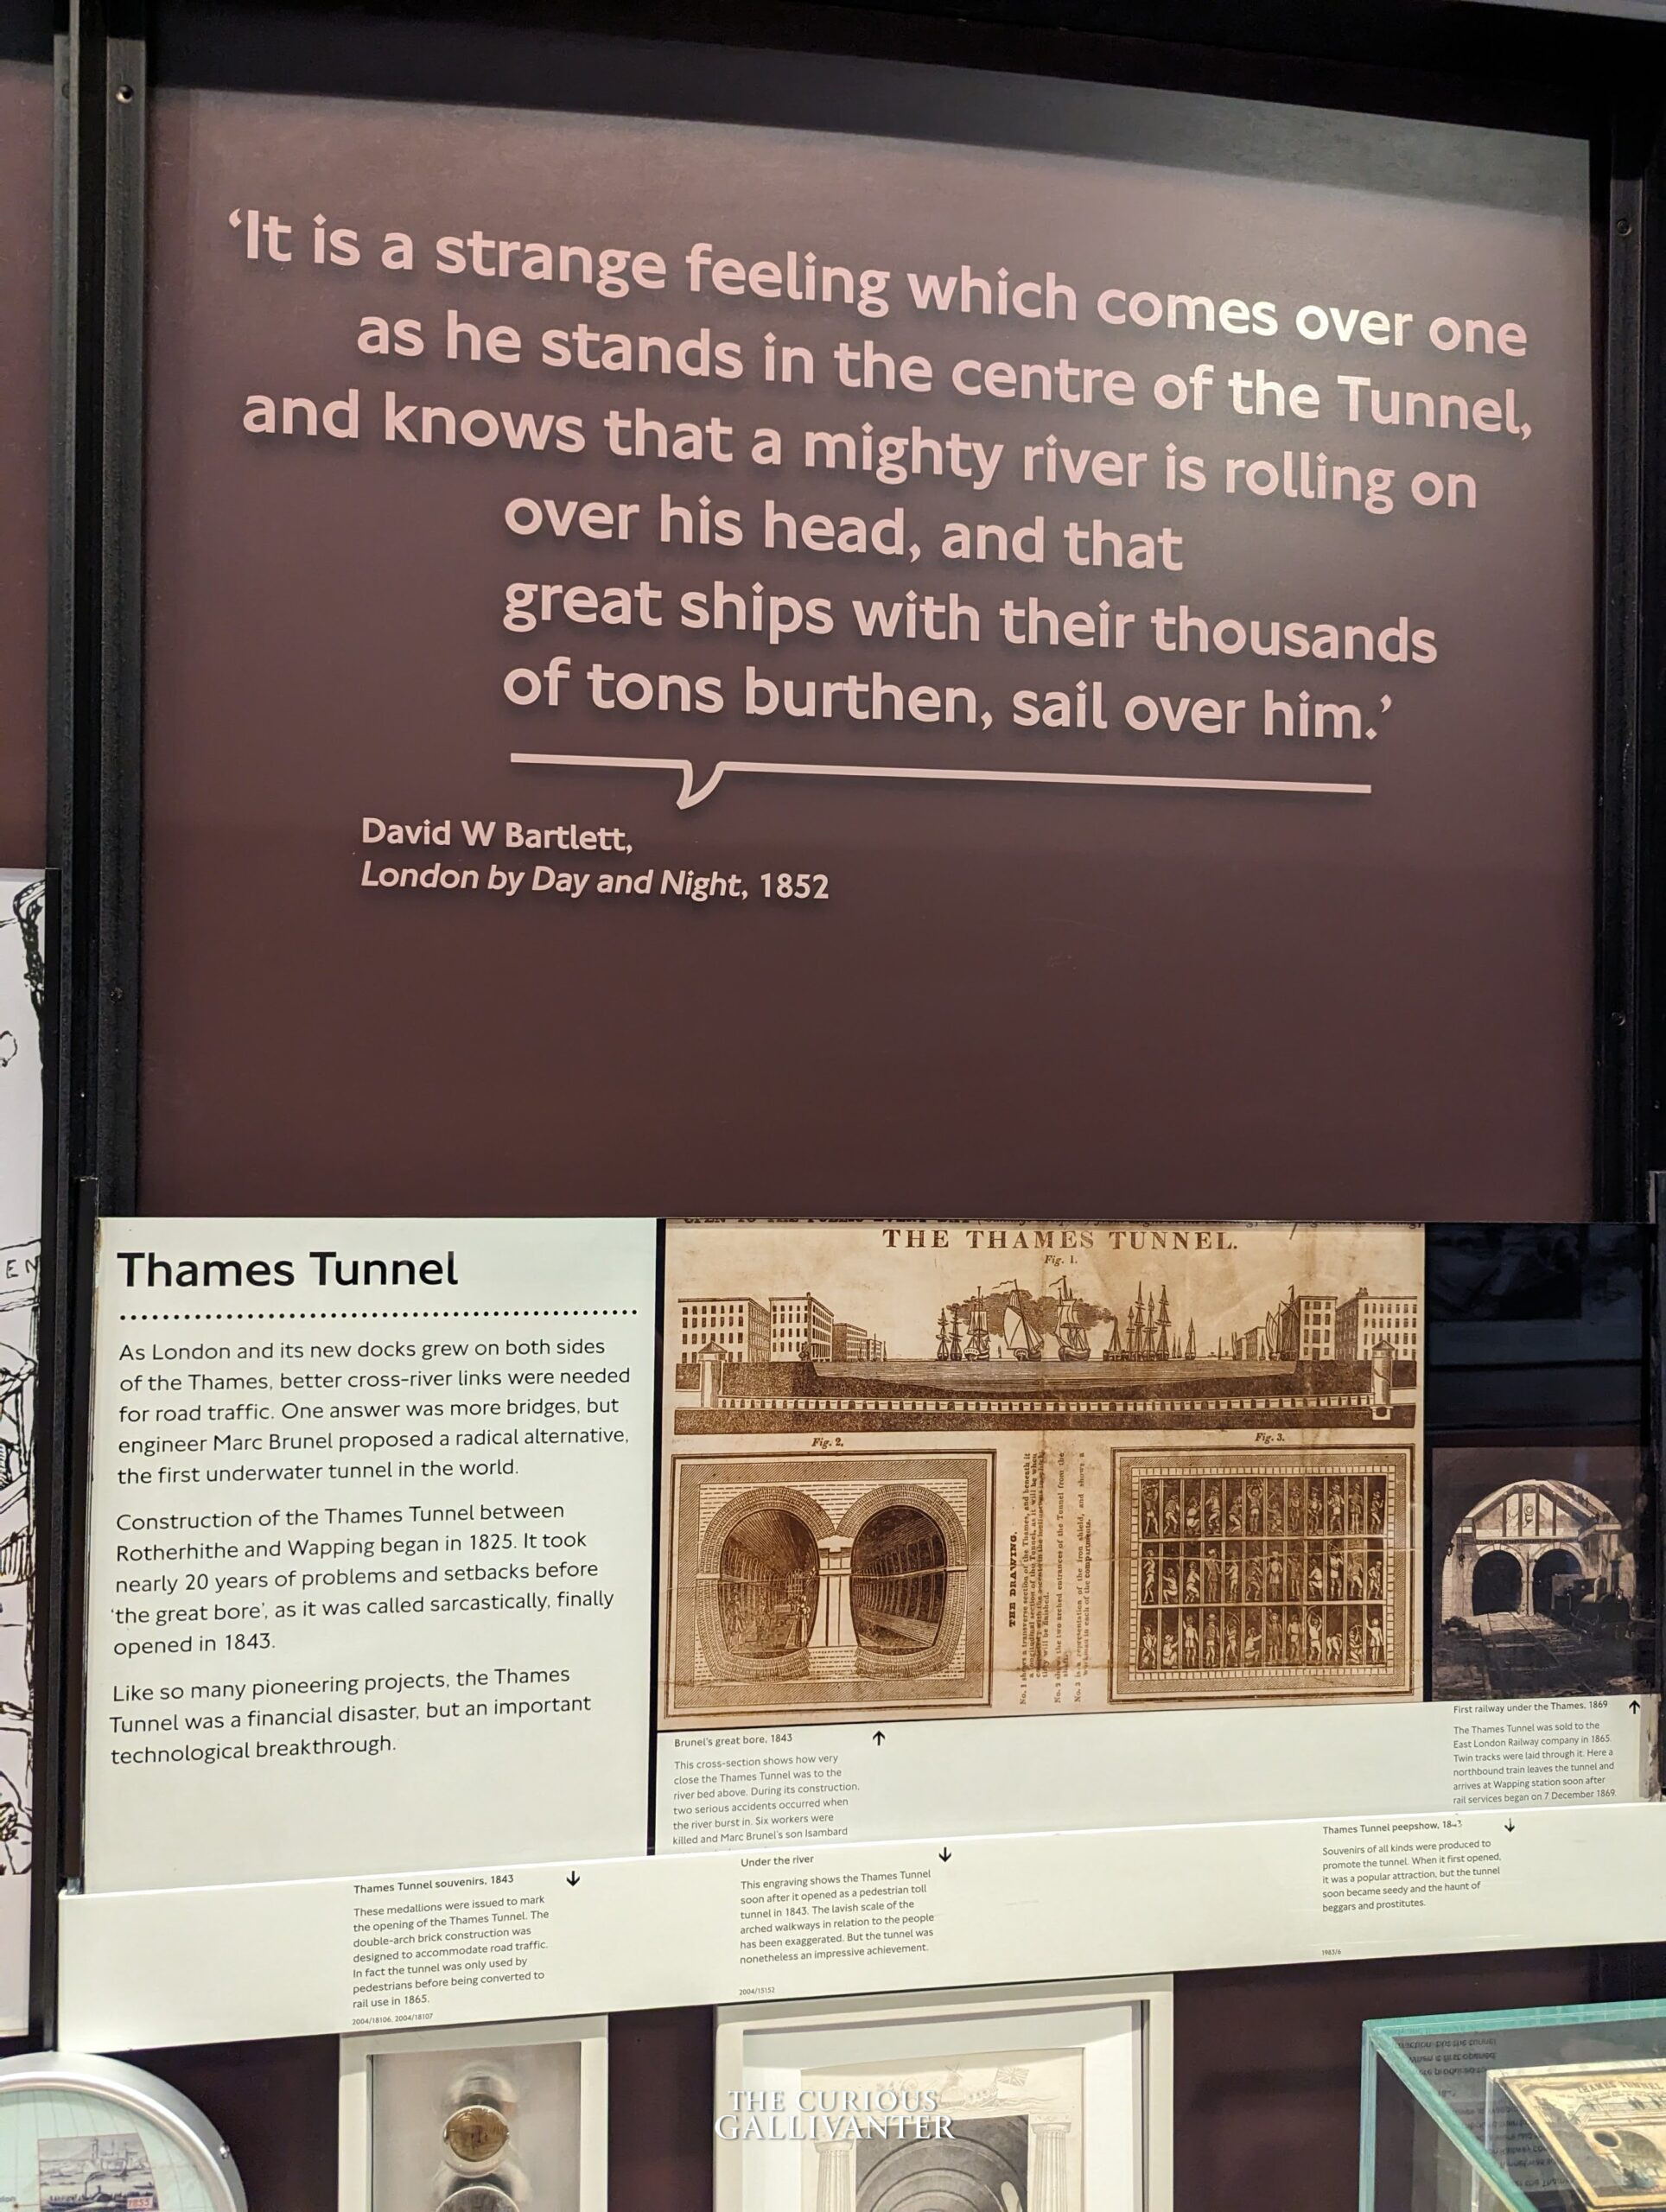 ‘It is a strange feeling which comes over one
as he stands in the centre of the Tunnel,
and knows that a mighty river is rolling on
over his head, and that
great ships with their thousands
of tons burthen, sail over him.’
David W Bartlett,
London by Day and Night, 1852
EN
Thames Tunnel
As London and its new docks grew on both sides
of the Thames, better cross-river links were needed
for road traffic. One answer was more bridges, but
engineer Marc Brunel proposed a radical alternative,
the first underwater tunnel in the world.
Construction of the Thames Tunnel between
Rotherhithe and Wapping began in 1825. It took
nearly 20 years of problems and setbacks before
‘the great bore’, as it was called sarcastically, finally
opened in 1843.
Like so many pioneering projects, the Thames
Tunnel was a financial disaster, but an important
technological breakthrough.
THE THAMES TUNNEL.
Fig. 1.
Fig. 2.
Fig. 3.
THE DRAWING.
Brunel's great bore, 1843
This cross-section shows how very
close the Thames Tunnel was to the
river bed above. During its construction,
two serious accidents occurred when
the river burst in. Six workers were
killed and Marc Brunel's son Isambard
First railway under the Thames, 1869
The Thames Tunnel was sold to the
East London Railway company in 1865.
Twin tracks were laid through it. Here a
northbound train leaves the tunnel and
arrives at Wapping station soon after
rail services began on 7 December 1869.
Thames Tunnel souvenirs, 1843
These medallions were issued to mark
the opening of the Thames Tunnel. The
double-arch brick construction was
designed to accommodate road traffic.
In fact the tunnel was only used by
pedestrians before being converted to
rail use in 1865.
2004/18106, 2004/18107
Under the river
This engraving shows the Thames Tunnel
soon after it opened as a pedestrian toll
tunnel in 1843. The lavish scale of the
arched walkways in relation to the people
has been exaggerated. But the tunnel was
nonetheless an impressive achievement.
2004/15152
Thames Tunnel peepshow, 1843
Souvenirs of all kinds were produced to
promote the tunnel. When it first opened,
it was a popular attraction, but the tunnel
soon became seedy and the haunt of
beggars and prostitutes.
1983/6
THE CURIOUS
GALLIVANTER
THAMES TUNNEL
1855